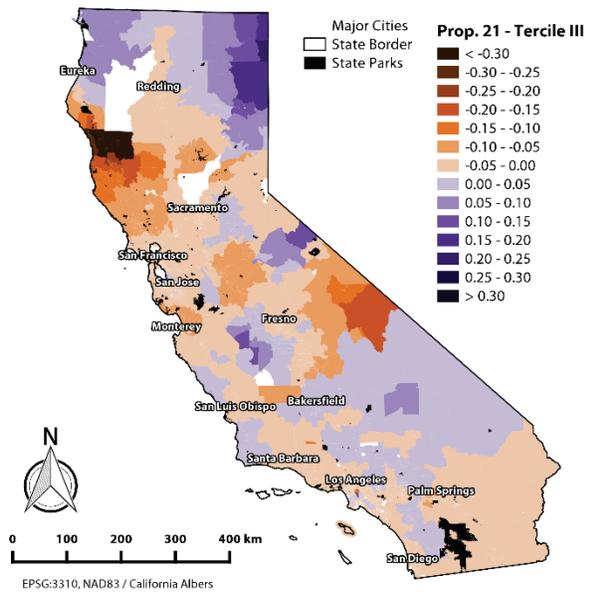 Prop. 21 - Tercile III
Major Cities
State Border
State Parks
< -0.30
-0.30 - -0.25
-0.25 - -0.20
-0.20 - -0.15
-0.15 - -0.10
-0.10 - -0.05
-0.05 - 0.00
0.00 - 0.05
0.05 - 0.10
0.10 - 0.15
0.15 - 0.20
0.20 - 0.25
0.25 - 0.30
> 0.30
Eureka
Redding
Sacramento
San Francisco
San Jose
Monterey
Fresno
San Luis Obispo
Bakersfield
Santa Barbara
Los Angeles
Palm Springs
San Diego
N
0 100 200 300 400 km
EPSG:3310, NAD83 / California Albers